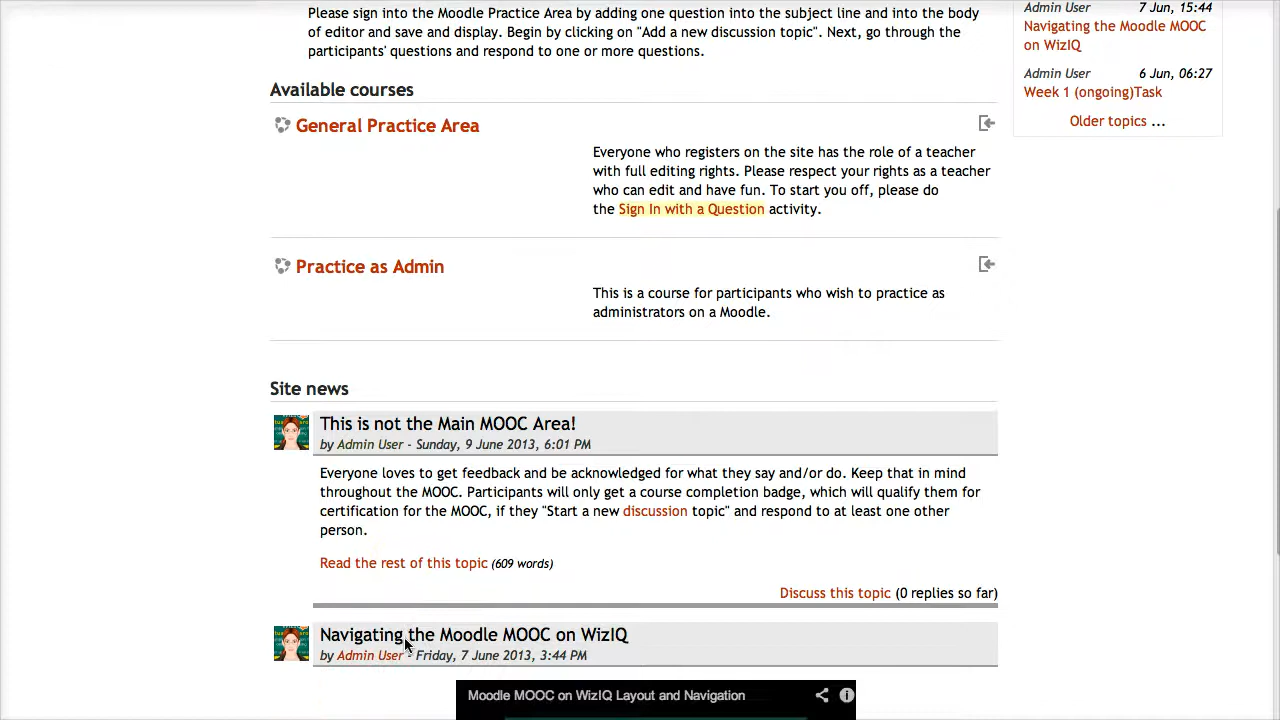 Please sign into the Moodle Practice Area by adding one question into the subject line and into the body
of editor and save and display. Begin by clicking on "Add a new discussion topic". Next, go through the
participants' questions and respond to one or more questions.
Available courses
General Practice Area
Everyone who registers on the site has the role of a teacher
with full editing rights. Please respect your rights as a teacher
who can edit and have fun. To start you off, please do
the Sign In with a Question activity.
Practice as Admin
This is a course for participants who wish to practice as
administrators on a Moodle.
Site news
This is not the Main MOOC Area!
by Admin User - Sunday, 9 June 2013, 6:01 PM
Everyone loves to get feedback and be acknowledged for what they say and/or do. Keep that in mind
throughout the MOOC. Participants will only get a course completion badge, which will qualify them for
certification for the MOOC, if they "Start a new discussion topic" and respond to at least one other
person.
Read the rest of this topic (609 words)
Discuss this topic (0 replies so far)
Navigating the Moodle MOOC on WizIQ
by Admin User - Friday, 7 June 2013, 3:44 PM
Moodle MOOC on WizIQ Layout and Navigation
Admin User 7 Jun, 15:44
Navigating the Moodle MOOC
on WizIQ
Admin User 6 Jun, 06:27
Week 1 (ongoing)Task
Older topics ...